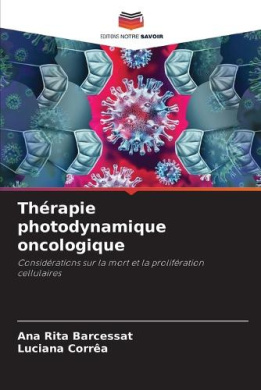 EDITIONS NOTRE SAVOIR
Thérapie
photodynamique
oncologique
Considérations sur la mort et la prolifération
cellulaires
Ana Rita Barcessat
Luciana Corrêa